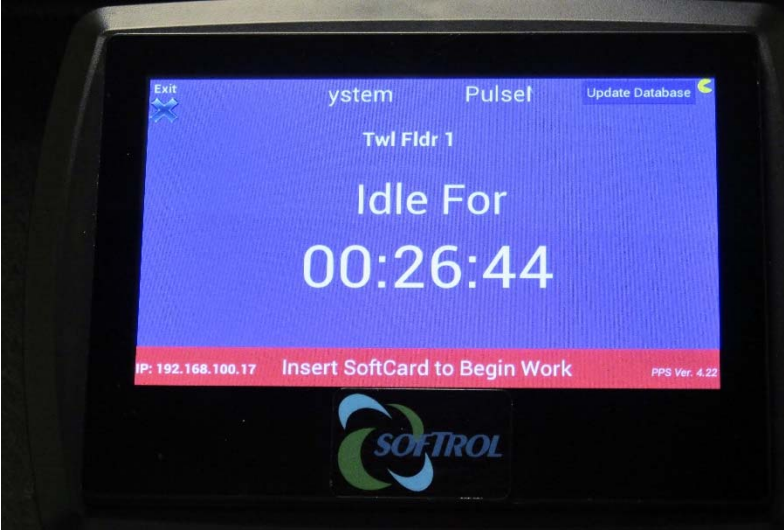 Exit
ystem PulseN
Update Database
Twl Fldr 1
Idle For
00:26:44
IP: 192.168.100.17
Insert SoftCard to Begin Work
PPS Ver. 4.22
SOFTROL